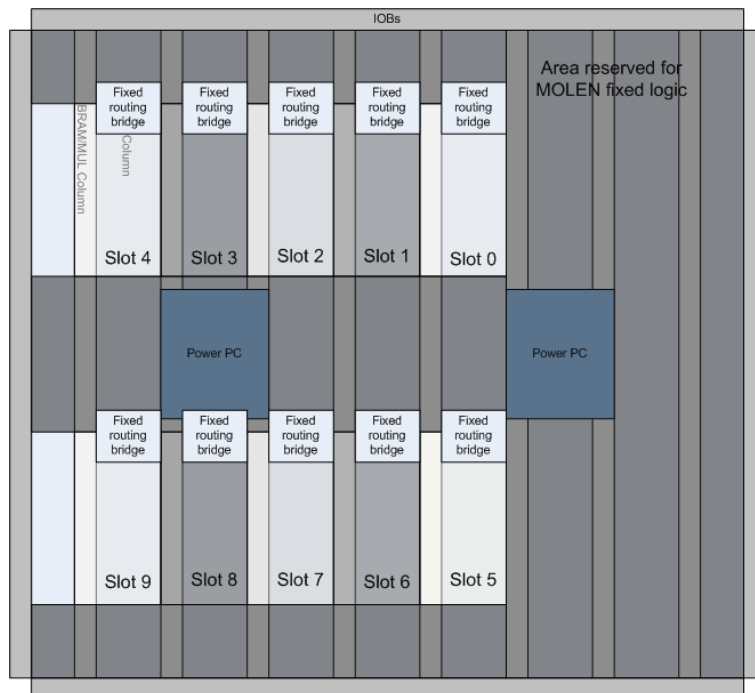 IOBs
Area reserved for
MOLEN fixed logic
Fixed
routing
bridge
Fixed
routing
bridge
Fixed
routing
bridge
Fixed
routing
bridge
Fixed
routing
bridge
BRAM/MUL Column
Column
Slot 4
Slot 3
Slot 2
Slot 1
Slot 0
Power PC
Power PC
Fixed
routing
bridge
Fixed
routing
bridge
Fixed
routing
bridge
Fixed
routing
bridge
Fixed
routing
bridge
Slot 9
Slot 8
Slot 7
Slot 6
Slot 5